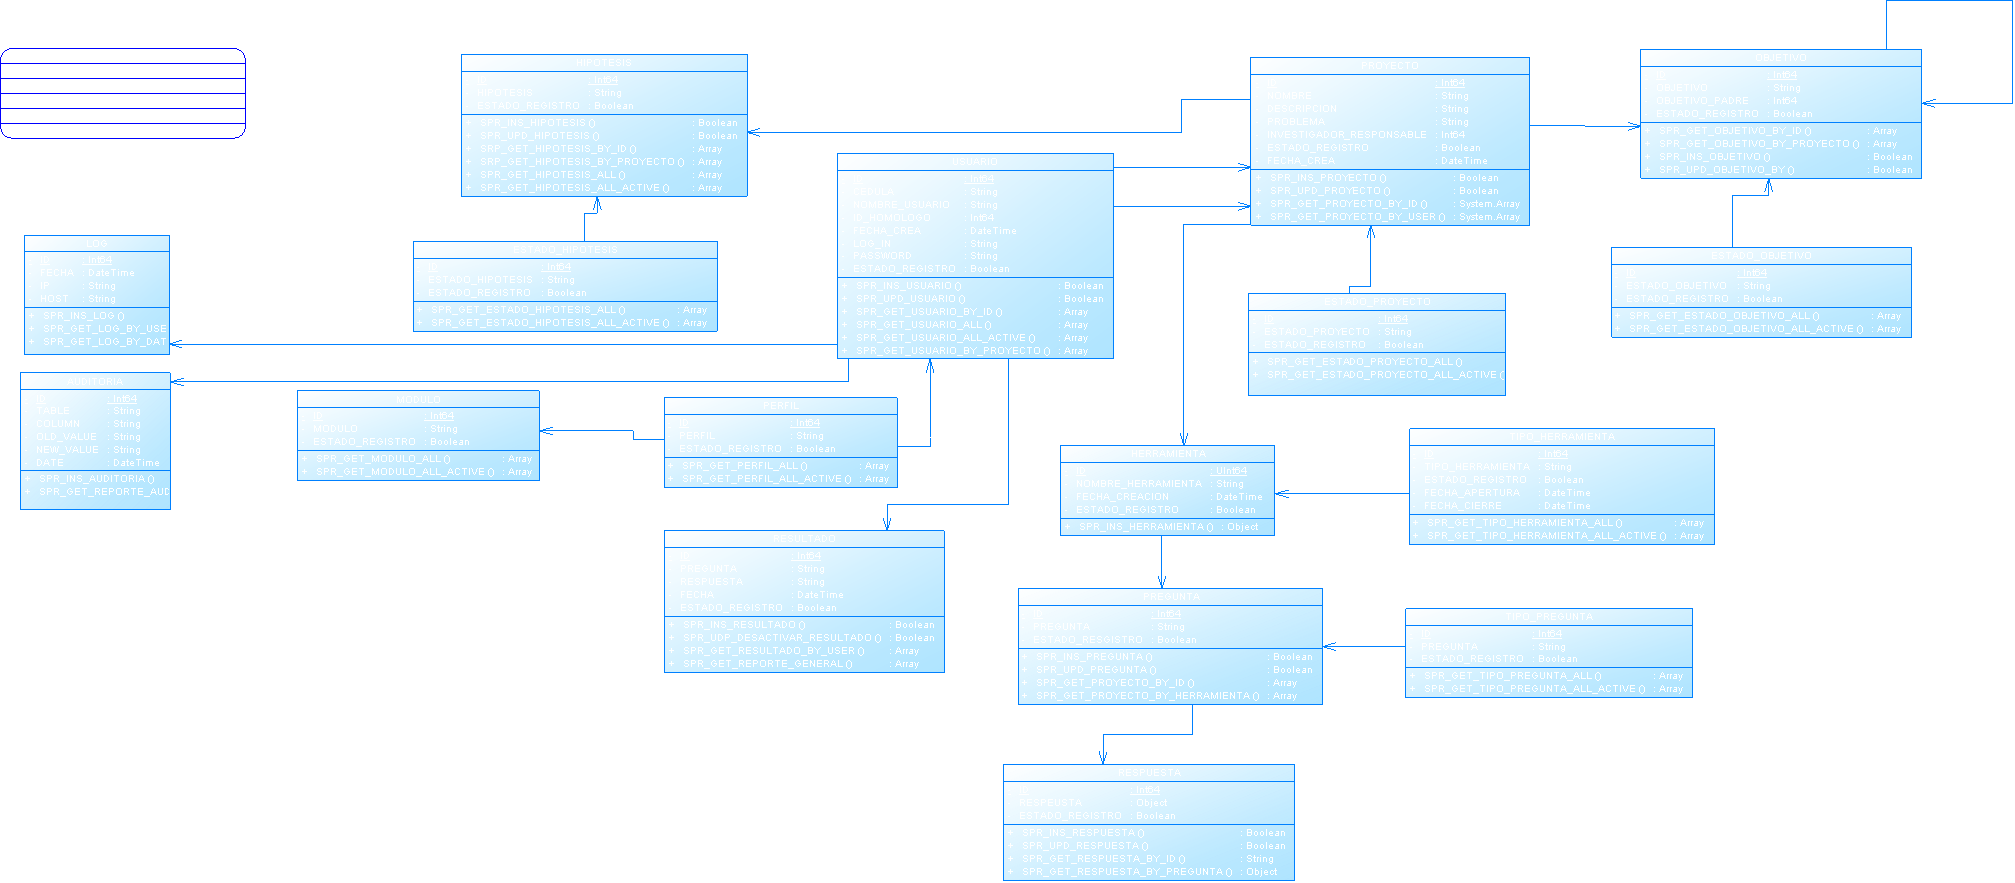 HIPOTESIS
ID : Int64
HIPOTESIS : String
ESTADO_REGISTRO : Boolean
+ SPR_INS_HIPOTESIS () : Boolean
+ SPR_UPD_HIPOTESIS () : Boolean
+ SRP_GET_HIPOTESIS_BY_ID () : Array
+ SRP_GET_HIPOTESIS_BY_PROYECTO () : Array
+ SPR_GET_HIPOTESIS_ALL () : Array
+ SPR_GET_HIPOTESIS_ALL_ACTIVE () : Array
PROYECTO
ID : Int64
NOMBRE : String
DESCRIPCION : String
PROBLEMA : String
INVESTIGADOR_RESPONSABLE : Int64
ESTADO_REGISTRO : Boolean
FECHA_CREA : DateTime
+ SPR_INS_PROYECTO () : Boolean
+ SPR_UPD_PROYECTO () : Boolean
+ SPR_GET_PROYECTO_BY_ID () : System.Array
+ SPR_GET_PROYECTO_BY_USER () : System.Array
OBJETIVO
ID : Int64
OBJETIVO : String
OBJETIVO_PADRE : Int64
ESTADO_REGISTRO : Boolean
+ SPR_GET_OBJETIVO_BY_ID () : Array
+ SPR_GET_OBJETIVO_BY_PROYECTO () : Array
+ SPR_INS_OBJETIVO () : Boolean
+ SPR_UPD_OBJETIVO_BY () : Boolean
USUARIO
: Int64
: String
NOMBRE_USUARIO : String
ID_HOMOLOGO : Int64
FECHA_CREA : DateTime
LOG_IN : String
PASSWORD : String
ESTADO_REGISTRO : Boolean
+ SPR_INS_USUARIO () : Boolean
+ SPR_UPD_USUARIO () : Boolean
+ SPR_GET_USUARIO_BY_ID () : Array
+ SPR_GET_USUARIO_ALL () : Array
+ SPR_GET_USUARIO_ALL_ACTIVE () : Array
+ SPR_GET_USUARIO_BY_PROYECTO () : Array
LOG
ID : Int64
FECHA : DateTime
IP : String
HOST : String
+ SPR_INS_LOG ()
+ SPR_GET_LOG_BY_USE
+ SPR_GET_LOG_BY_DAT
ESTADO_HIPOTESIS
ID : Int64
ESTADO_HIPOTESIS : String
ESTADO_REGISTRO : Boolean
+ SPR_GET_ESTADO_HIPOTESIS_ALL () : Array
+ SPR_GET_ESTADO_HIPOTESIS_ALL_ACTIVE () : Array
ESTADO_PROYECTO
ID : Int64
ESTADO_PROYECTO : String
ESTADO_REGISTRO : Boolean
+ SPR_GET_ESTADO_PROYECTO_ALL ()
+ SPR_GET_ESTADO_PROYECTO_ALL_ACTIVE (
ESTADO_OBJETIVO
ID : Int64
ESTADO_OBJETIVO : String
ESTADO_REGISTRO : Boolean
+ SPR_GET_ESTADO_OBJETIVO_ALL () : Array
+ SPR_GET_ESTADO_OBJETIVO_ALL_ACTIVE () : Array
AUDITORIA
ID : Int64
TABLE : String
COLUMN : String
OLD_VALUE : String
NEW_VALUE : String
DATE : DateTime
+ SPR_INS_AUDITORIA ()
+ SPR_GET_REPORTE_AUD
MODULO
ID : Int64
MODULO : String
ESTADO_REGISTRO : Boolean
+ SPR_GET_MODULO_ALL () : Array
+ SPR_GET_MODULO_ALL_ACTIVE () : Array
PERFIL
ID : Int64
PERFIL : String
ESTADO_REGISTRO : Boolean
+ SPR_GET_PERFIL_ALL () : Array
+ SPR_GET_PERFIL_ALL_ACTIVE () : Array
HERRAMIENTA
ID : UInt64
NOMBRE_HERRAMIENTA : String
FECHA_CREACION : DateTime
ESTADO_REGISTRO : Boolean
+ SPR_INS_HERRAMIENTA () : Object
TIPO_HERRAMIENTA
ID : Int64
TIPO_HERRAMIENTA : String
ESTADO_REGISTRO : Boolean
FECHA_APERTURA : DateTime
FECHA_CIERRE : DateTime
+ SPR_GET_TIPO_HERRAMIENTA_ALL () : Array
+ SPR_GET_TIPO_HERRAMIENTA_ALL_ACTIVE () : Array
RESULTADO
ID : Int64
PREGUNTA : String
RESPUESTA : String
FECHA : DateTime
ESTADO_REGISTRO : Boolean
+ SPR_INS_RESULTADO () : Boolean
+ SPR_UDP_DESACTIVAR_RESULTADO () : Boolean
+ SPR_GET_RESULTADO_BY_USER () : Array
+ SPR_GET_REPORTE_GENERAL () : Array
PREGUNTA
ID : Int64
PREGUNTA : String
ESTADO_RESGISTRO : Boolean
+ SPR_INS_PREGUNTA () : Boolean
+ SPR_UPD_PREGUNTA () : Boolean
+ SPR_GET_PROYECTO_BY_ID () : Array
+ SPR_GET_PROYECTO_BY_HERRAMIENTA () : Array
TIPO_PREGUNTA
ID : Int64
PREGUNTA : String
ESTADO_REGISTRO : Boolean
+ SPR_GET_TIPO_PREGUNTA_ALL () : Array
+ SPR_GET_TIPO_PREGUNTA_ALL_ACTIVE () : Array
RESPUESTA
ID : Int64
RESPSUSTA : Object
ESTADO_REGISTRO : Boolean
+ SPR_INS_RESPUESTA () : Boolean
+ SPR_UPD_RESPUESTA () : Boolean
+ SPR_GET_RESPUESTA_BY_ID () : String
+ SPR_GET_RESPUESTA_BY_PREGUNTA () : Object